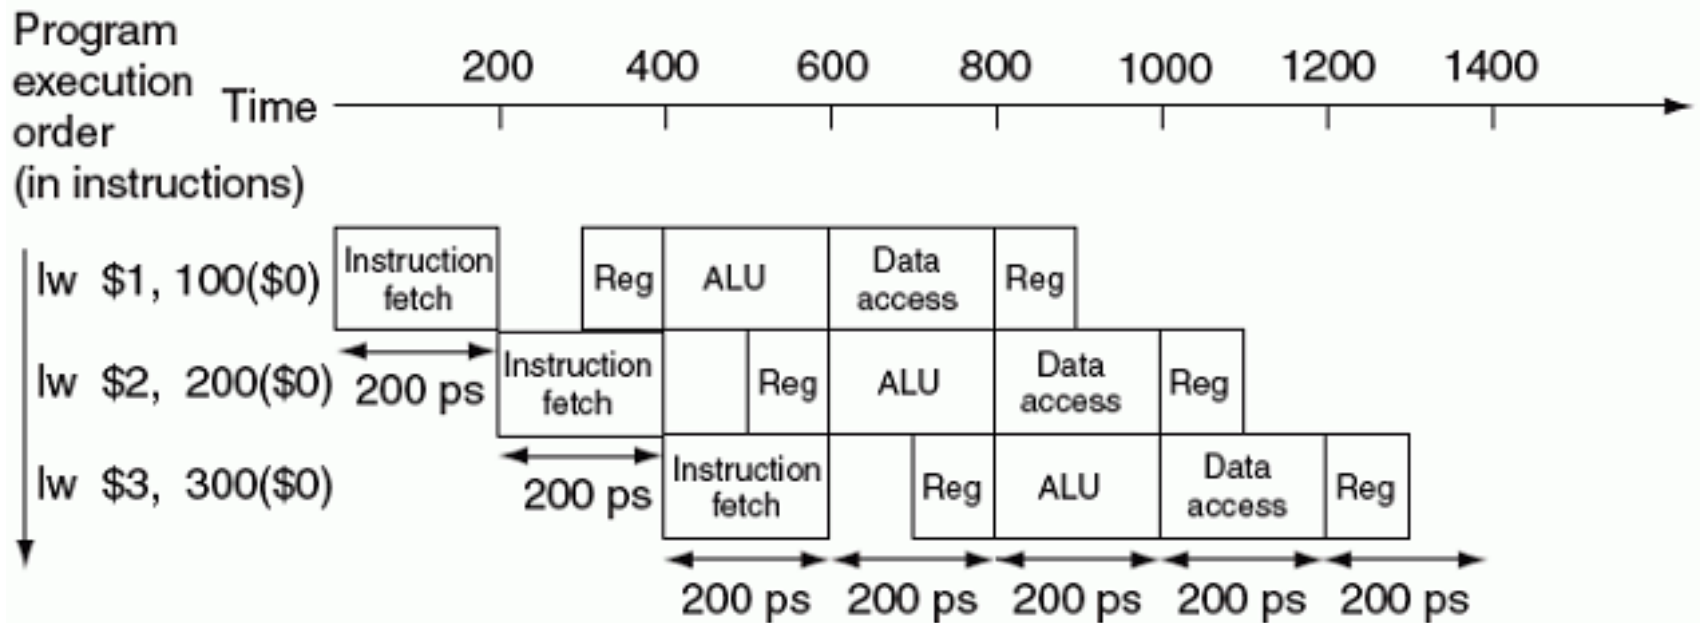 Program
execution
order
(in instructions)
Time
200 400 600 800 1000 1200 1400
lw $1, 100($0)
Instruction
fetch
Reg
ALU
Data
access
Reg
200 ps
lw $2, 200($0)
Instruction
fetch
Reg
ALU
Data
access
Reg
200 ps
lw $3, 300($0)
Instruction
fetch
Reg
ALU
Data
access
Reg
200 ps 200 ps 200 ps 200 ps 200 ps